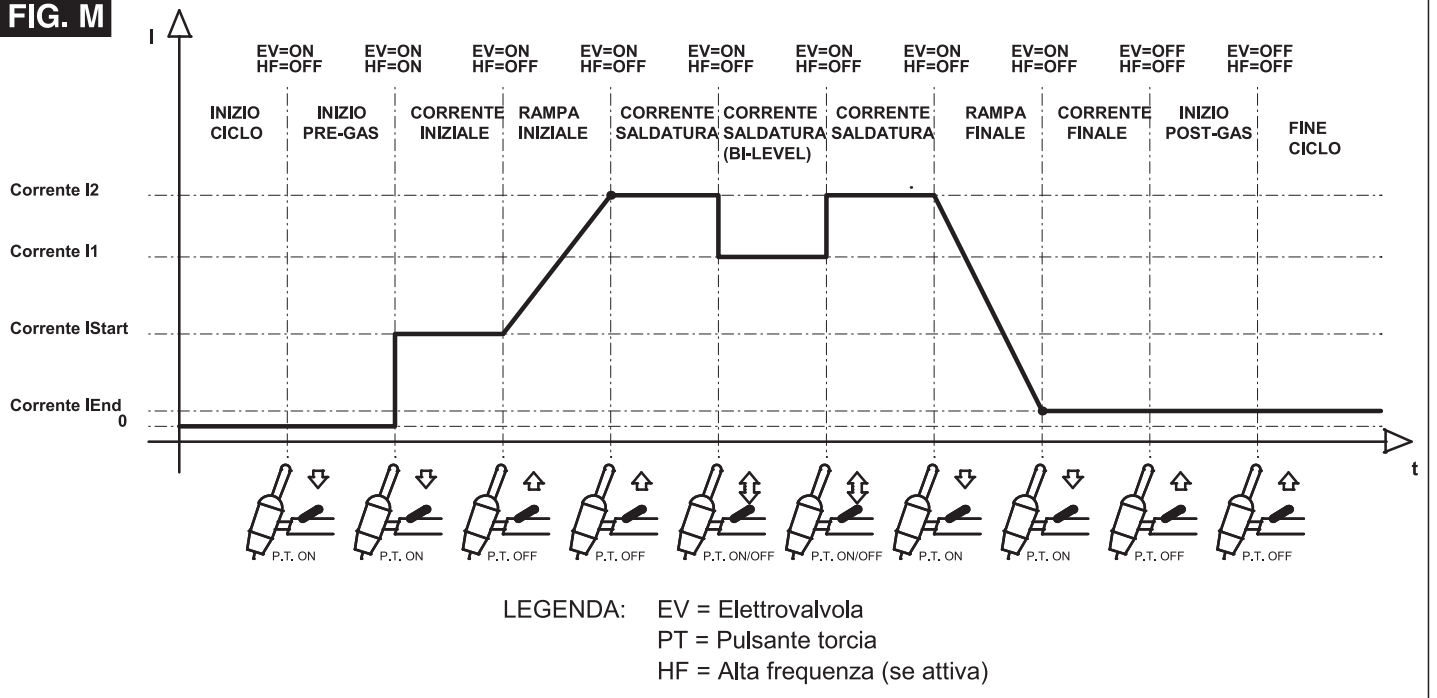 FIG. M
I
EV=ON EV=ON EV=ON EV=ON EV=ON EV=ON EV=ON EV=ON EV=OFF EV=OFF
HF=OFF HF=ON HF=OFF HF=OFF HF=OFF HF=OFF HF=OFF HF=OFF HF=OFF HF=OFF
INIZIO CICLO
INIZIO PRE-GAS
CORRENTE INIZIALE
RAMPA INIZIALE
CORRENTE SALDATURA
CORRENTE SALDATURA (BI-LEVEL)
CORRENTE SALDATURA
RAMPA FINALE
CORRENTE FINALE
INIZIO POST-GAS
FINE CICLO
Corrente I2
Corrente I1
Corrente IStart
Corrente IEnd
0
t
P.T. ON P.T. ON P.T. OFF P.T. OFF P.T. ON/OFF P.T. ON/OFF P.T. ON P.T. ON P.T. OFF P.T. OFF
LEGENDA: EV = Elettrovalvola
PT = Pulsante torcia
HF = Alta frequenza (se attiva)